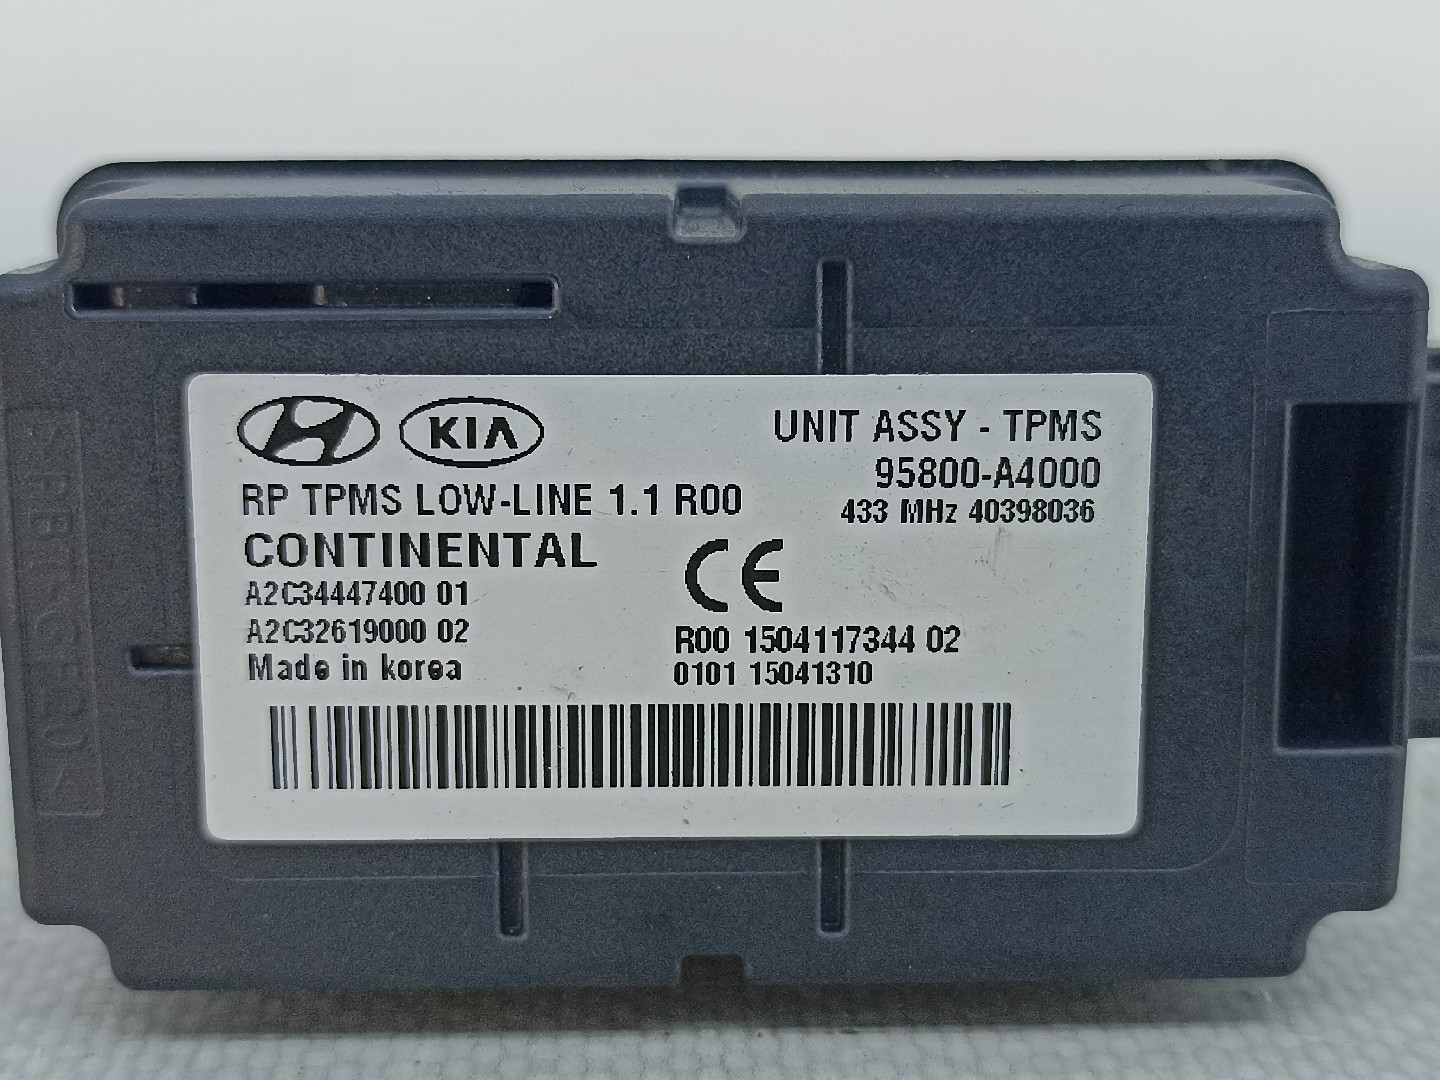 KIA
UNIT ASSY - TPMS
95800-A4000
433 MHz 40398036
RP TPMS LOW-LINE 1.1 R00
CONTINENTAL
A2C34447400 01
A2C32619000 02
Made in korea
CE
R00 1504117344 02
0101 15041310